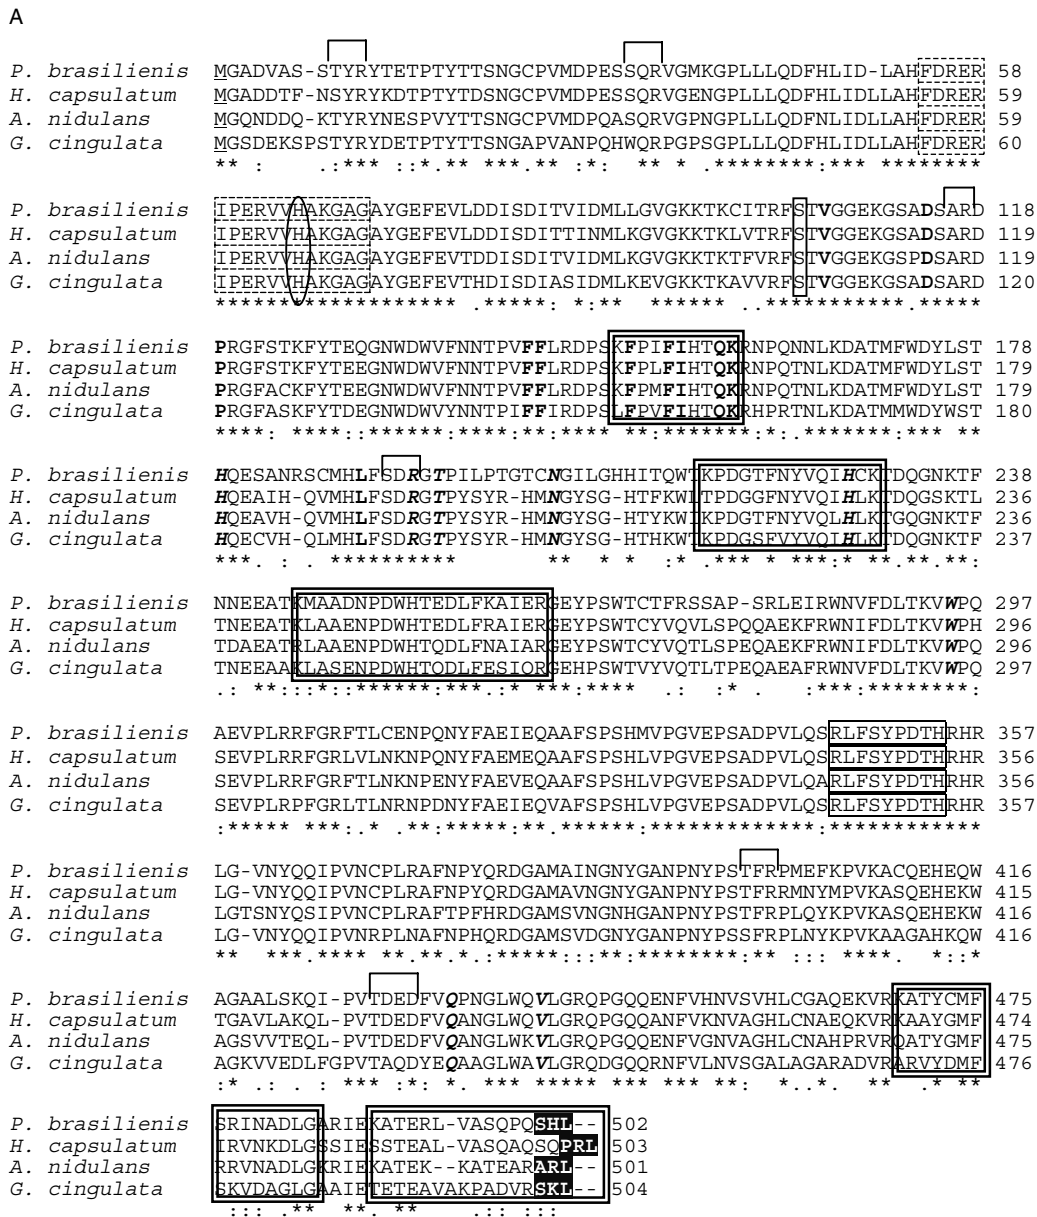 A
P. brasilienis MGADVAS-STYRYTETPTYTTSNGCPVMDPESSQRVGMKGPLLLQDFHLID-LAHFDRER 58
H. capsulatum MGADDTF-NSYRYKDTPTYTDSNGCPVMDPESSQRVGENGPLLLQDFHLIDLLAHFDRER 59
A. nidulans MGQNDDQ-KTYRYNESPVYTTSNGCPVMDPQASQRVGPNGPLLLQDFNLIDLLAHFDRER 59
G. cingulata MGSDEKSPSTYRYDETPTYTTSNGAPVANPQHWQRPGPSGPLLLQDFHLIDLLAHFDRER 60
P. brasilienis IPERVVHAKGAGAYGEFEVLDDISDITVIDMLLGVGKKTKCITRFSTVGGEKGSADSARD 118
H. capsulatum IPERVVHAKGAGAYGEFEVLDDISDITTINMLKGVGKKTKLVTRFSTVGGEKGSADSARD 119
A. nidulans IPERVVHAKGAGAYGEFEVTDDISDITVIDMLKGVGKKTKTFVRFSTVGGEKGSPDSARD 119
G. cingulata IPERVVHAKGAGAYGEFEVTHDISDIASIDMLKEVGKKTKAVVRFSTVGGEKGSADSARD 120
P. brasilienis PRGFSTKFYTEQGNWDWVFNNTPVFFLRDPSKFPIFIHTQKRNPQNNLKDATMFWDYLST 178
H. capsulatum PRGFSTKFYTEEGNWDWVFNNTPVFFLRDPSKFPLFIHTQKRNPQTNLKDATMFWDYLST 179
A. nidulans PRGFACKFYTEEGNWDWVFNNTPVFFLRDPSKFPMFIHTQKRNPQTNLKDATMFWDYLST 179
G. cingulata PRGFASKFYTDEGNWDWVYNNTPIFFIRDPSLFPVFIHTQKRHPRTNLKDATMMWDYWST 180
P. brasilienis HQESANRSCMHLFSDRGTPILPTGTCNGILGHHITQWTKPDGTFNYVQIHCKTDQGNKTF 238
H. capsulatum HQEAIH-QVMHLFSDRGTPYSYR-HMNGYSG-HTFKWLTPDGGFNYVQIHLKTDQGSKTL 236
A. nidulans HQEAVH-QVMHLFSDRGTPYSYR-HMNGYSG-HTYKWIKPDGTFNYVQLHLKTGQGNKTF 236
G. cingulata HQECVH-QLMHLFSDRGTPYSYR-HMNGYSG-HTHKWTKPDGSFVYVQIHLKTDQGNKTF 237
P. brasilienis NNEEATKMAADNPDWHTEDLFKAIERGEYPSWTCTFRSSAP-SRLEIRWNVFDLTKVWPQ 297
H. capsulatum TNEEATKLAAENPDWHTEDLFRAIERGEYPSWTCYVQVLSPQQAEKFRWNIFDLTKVWPH 296
A. nidulans TDAEATRLAAENPDWHTQDLFNAIARGEYPSWTCYVQTLSPEQAEKFRWNIFDLTKVWPQ 296
G. cingulata TNEEAAKLASENPDWHTQDLFESIQRGEHPSWTVYVQTLTPEQAEAFRWNVFDLTKVWPQ 297
P. brasilienis AEVPLRRFGRFTLCENPQNYFAEIEQAAFSPSHMVPGVEPSADPVLQSRLFSYPDTHRHR 357
H. capsulatum SEVPLRRFGRLVLNKNPQNYFAEMEQAAFSPSHLVPGVEPSADPVLQSRLFSYPDTHRHR 356
A. nidulans SEVPLRRFGRFTLNKNPENYFAEVEQAAFSPSHLVPGVEPSADPVLQARLFSYPDTHRHR 356
G. cingulata SEVPLRPFGRLTLNRNPDNYFAEIEQVAFSPSHLVPGVEPSADPVLQSRLFSYPDTHRHR 357
P. brasilienis LG-VNYQQIPVNCPLRAFNPYQRDGAMAINGNYGANPNYPSTFRPMEFKPVKACQEHEQW 416
H. capsulatum LG-VNYQQIPVNCPLRAFNPYQRDGAMAVNGNYGANPNYPSTFRRMNYMPVKASQEHEKW 415
A. nidulans LGTSNYQSIPVNCPLRAFTPFHRDGAMSVNGNHGANPNYPSTFRPLQYKPVKASQEHEKW 416
G. cingulata LG-VNYQQIPVNRPLNAFNPHQRDGAMSVDGNYGANPNYPSSFRPLNYKPVKAAGAHKQW 416
P. brasilienis AGAALSKQI-PVTDEDFVQPNGLWQVLGRQPGQQENFVHNVSVHLCGAQEKVRKATYCMF 475
H. capsulatum TGAVLAKQL-PVTDEDFVQANGLWQVLGRQPGQQANFVKNVAGHLCNAEQKVRKAAYGMF 474
A. nidulans AGSVVTEQL-PVTDEDFVQANGLWKVLGRQPGQQENFVGNVAGHLCNAHPRVRQATYGMF 475
G. cingulata AGKVVEDLFGPVTAQDYEQAAGLWAVLGRQDGQQRNFVLNVSGALAGARADVRARVYDMF 476
P. brasilienis SRINADLGARIEKATERL-VASQPQSHL-- 502
H. capsulatum IRVNKDLGSSIESSTEAL-VASQAQSQPRL 503
A. nidulans RRVNADLGKRIEKATEK--KATEARARL-- 501
G. cingulata SKVDAGLGAAIETETEAVAKPADVRSKL-- 504